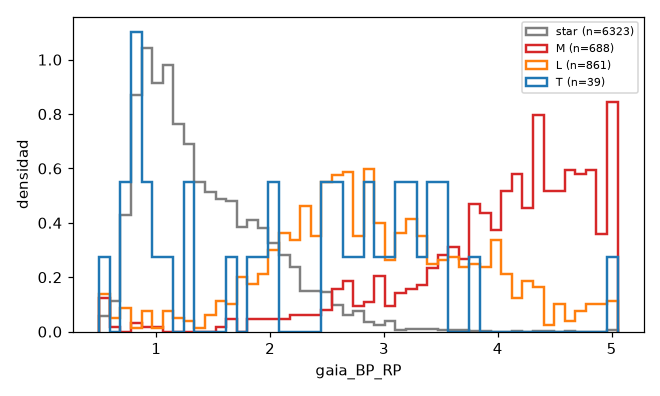 star (n=6323)
M (n=688)
L (n=861)
T (n=39)
densidad
1.0
0.8
0.6
0.4
0.2
0.0
1
2
3
4
5
gaia_BP_RP